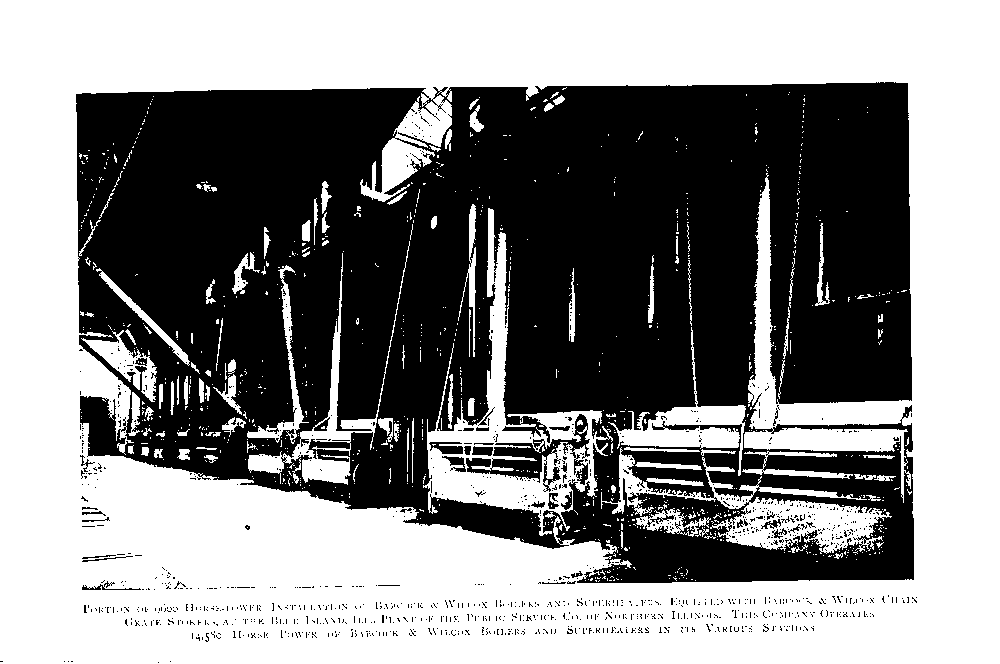 Portion of 9600 Horse-power Installation of Babcock & Wilcox Boilers and Superheaters, Equipped with Babcock & Wilcox Chain
Grate Stokers, at the Blue Island, Ill., Plant of the Public Service Co. of Northern Illinois. This Company Operates
14,580 Horse Power of Babcock & Wilcox Boilers and Superheaters in its Various Stations